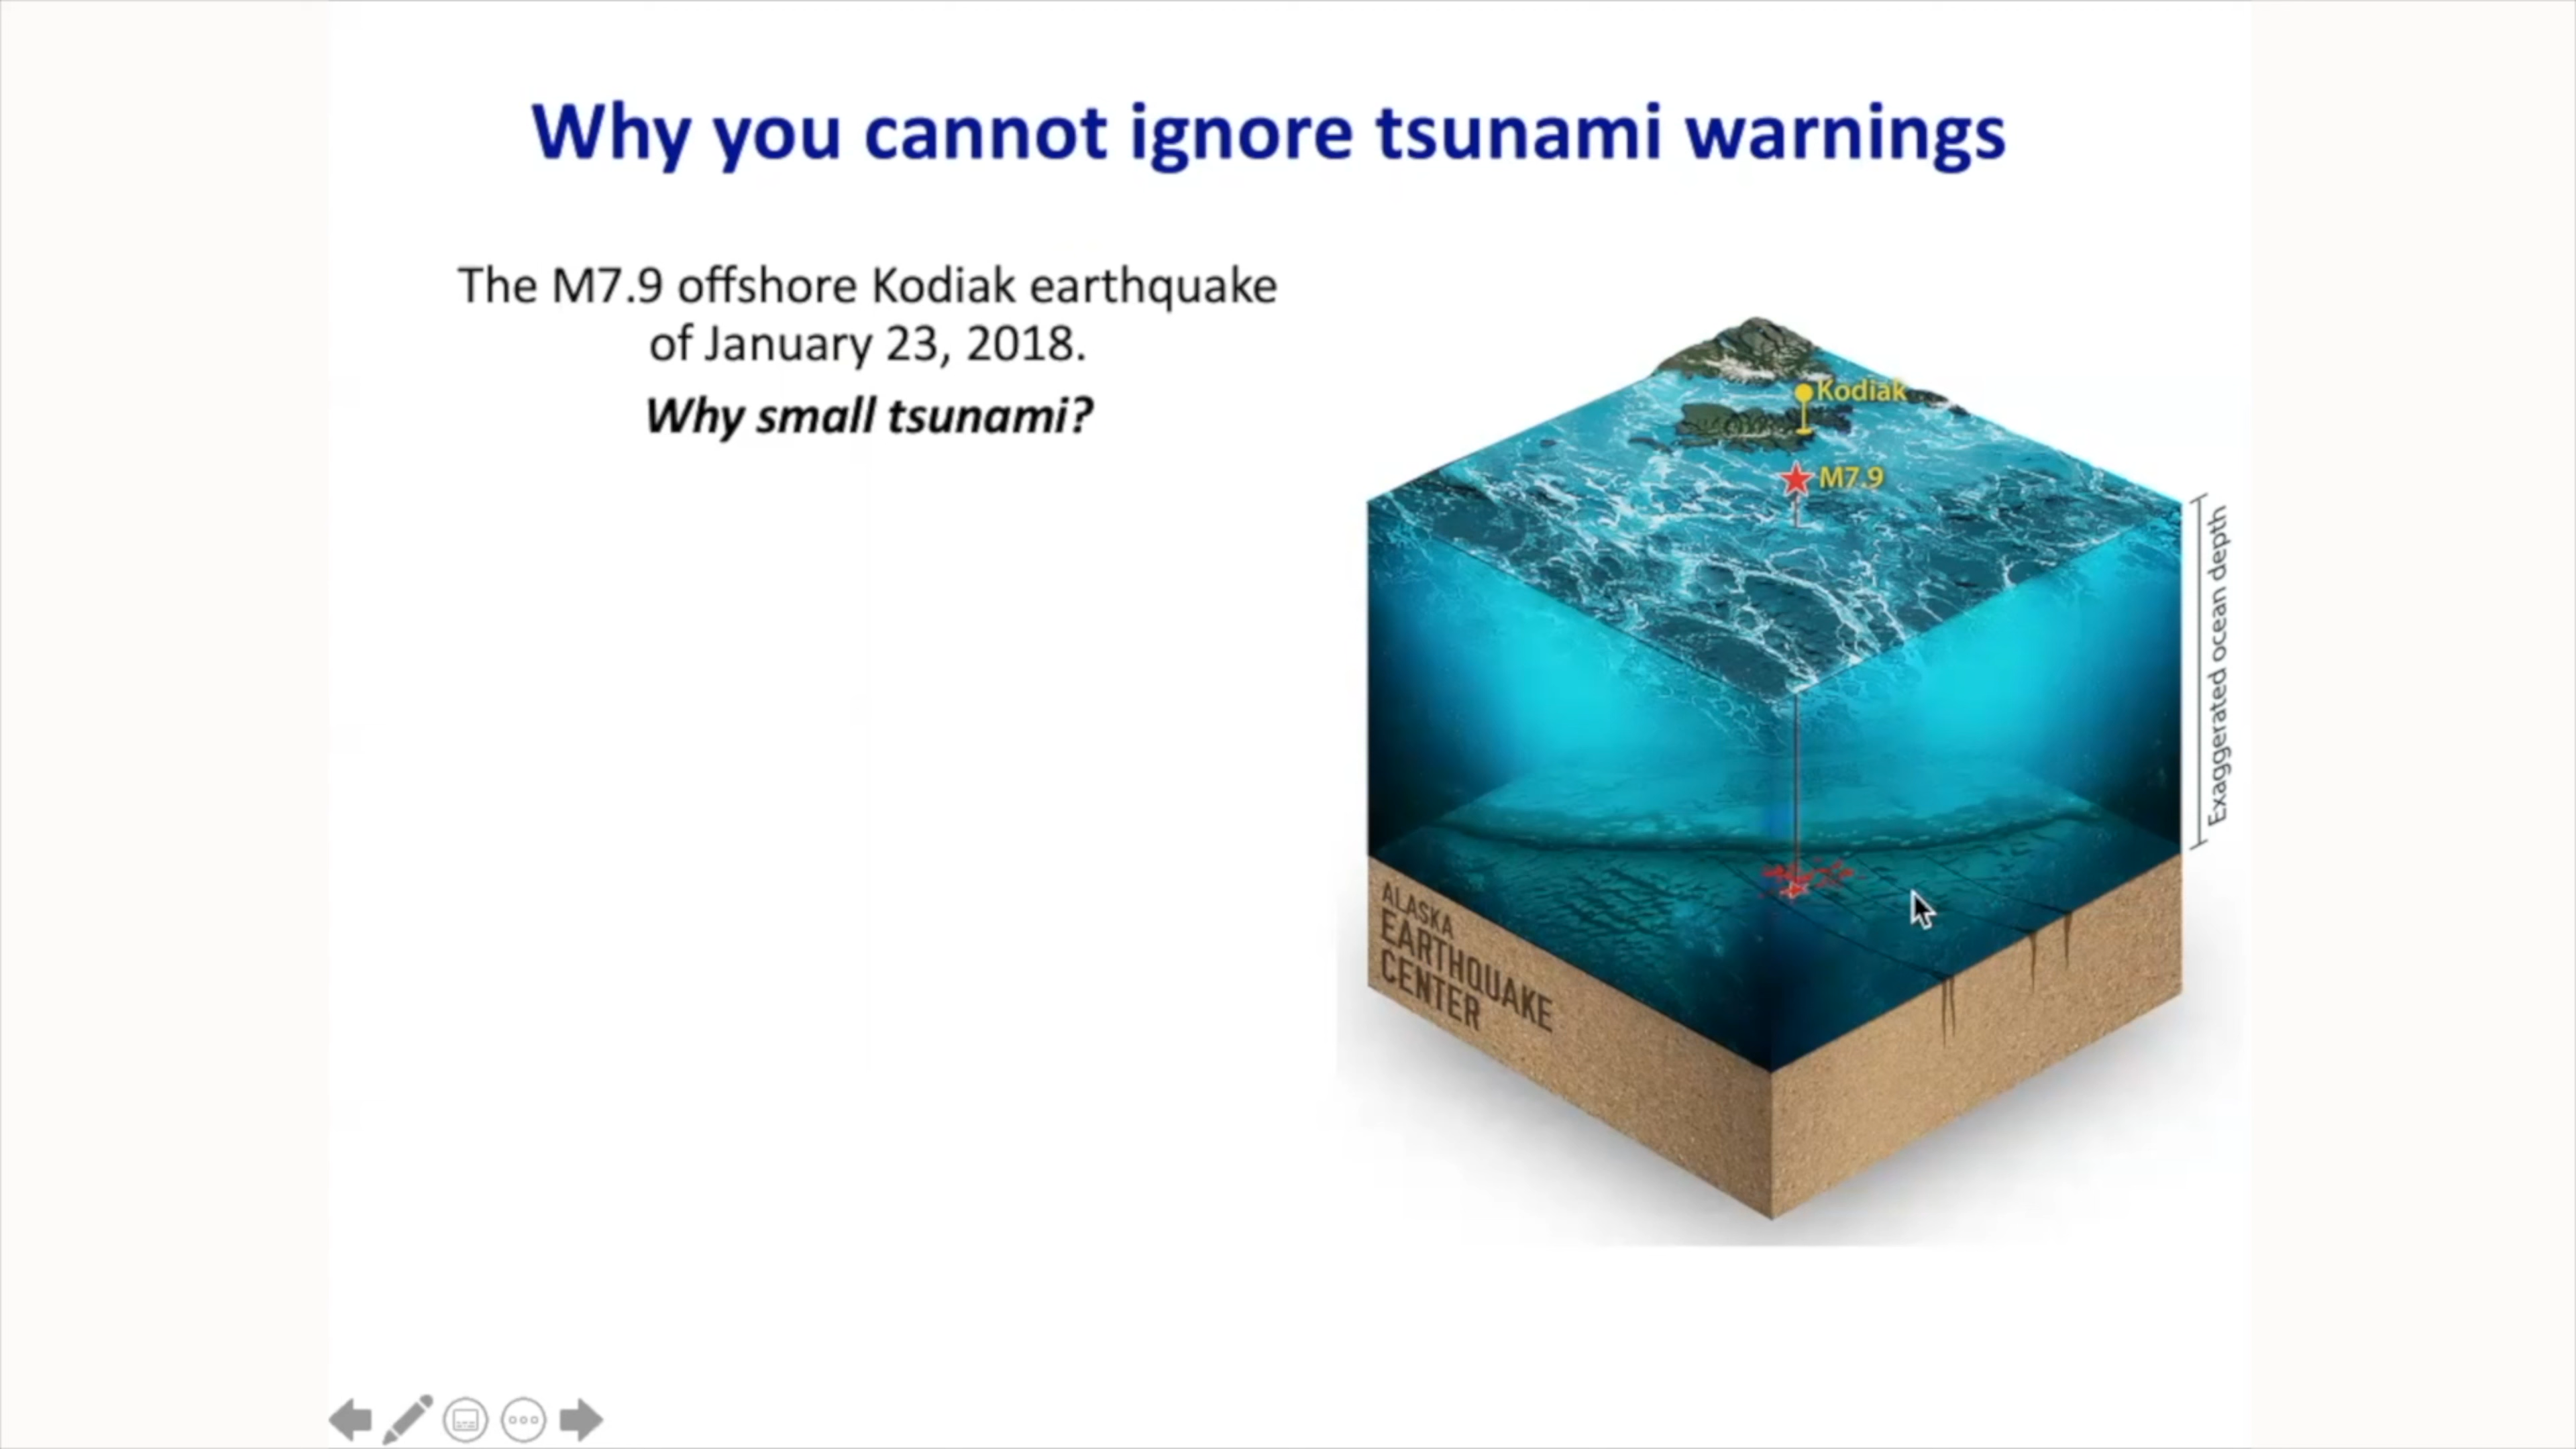 Why you cannot ignore tsunami warnings
The M7.9 offshore Kodiak earthquake
of January 23, 2018.
Why small tsunami?
Kodiak
M7.9
Exaggerated ocean depth
ALASKA
EARTHQUAKE
CENTER